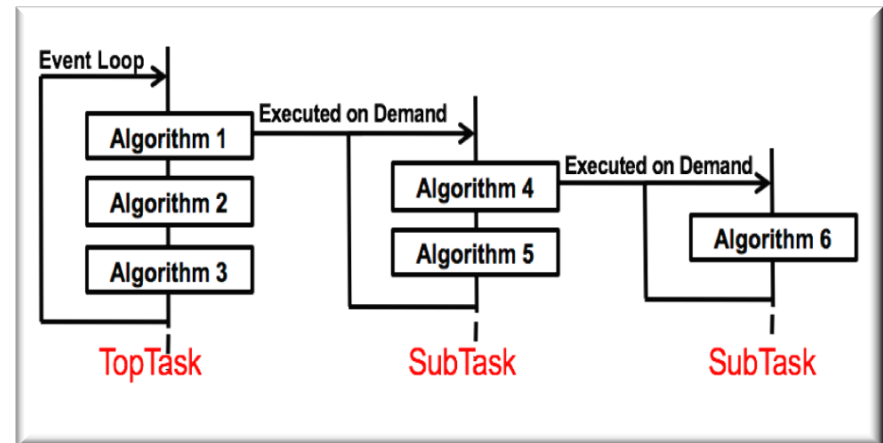 Event Loop
Algorithm 1
Algorithm 2
Algorithm 3
TopTask
Executed on Demand
Algorithm 4
Algorithm 5
SubTask
Executed on Demand
Algorithm 6
SubTask